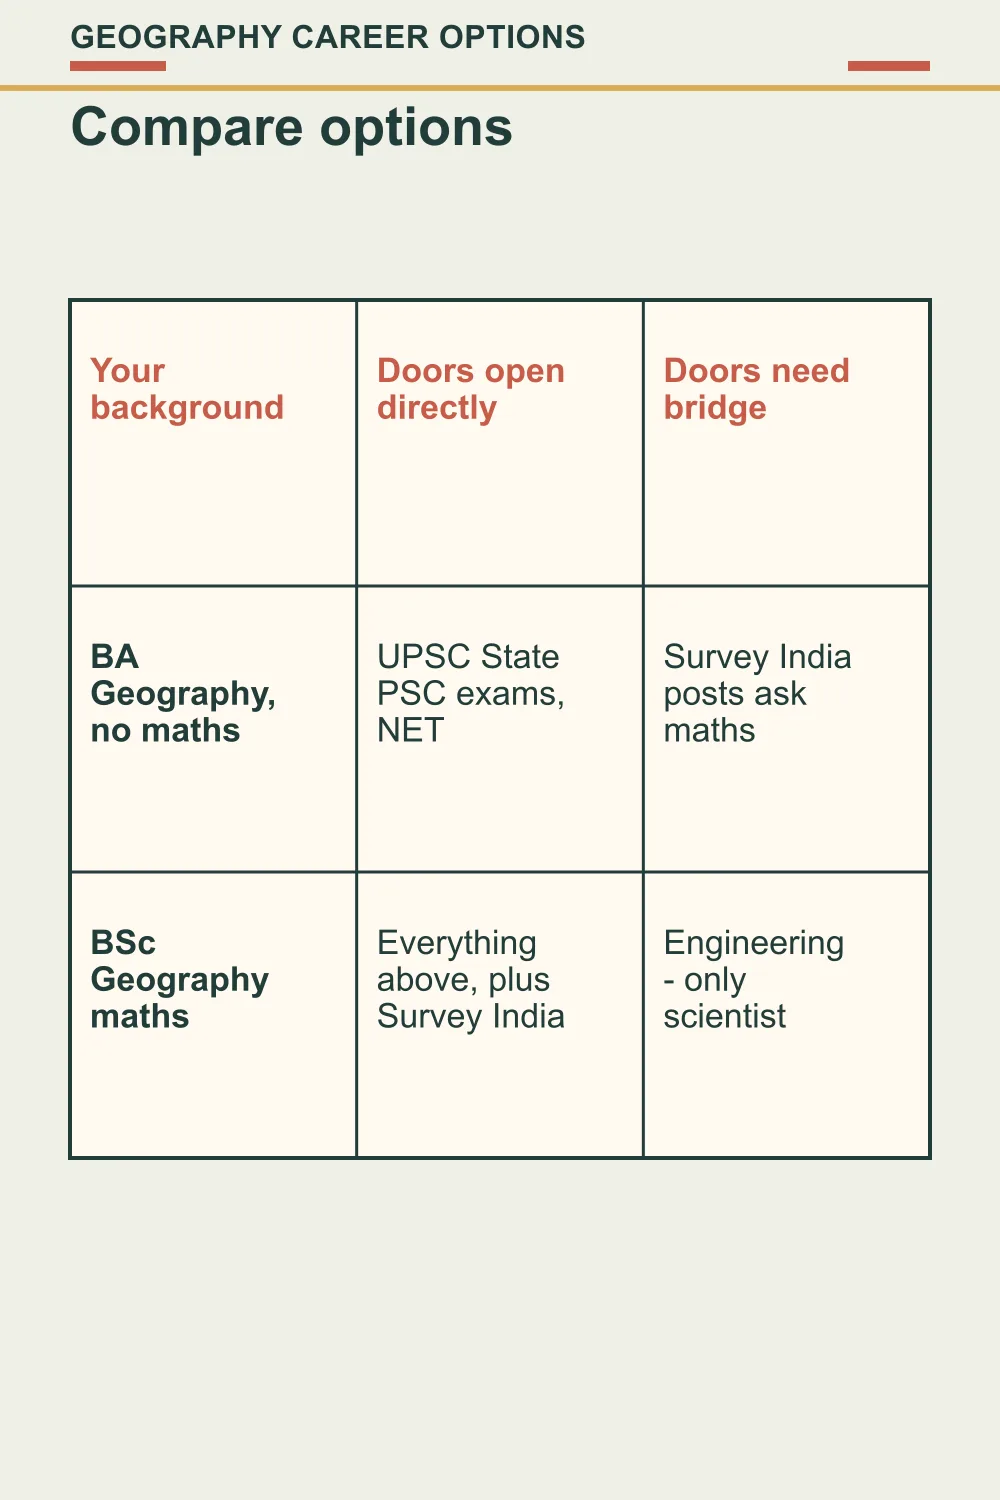 GEOGRAPHY CAREER OPTIONS
Compare options
Your
background
Doors open
directly
Doors need
bridge
BA
Geography,
no maths
UPSC State
PSC exams,
NET
Survey India
posts ask
maths
BSc
Geography
maths
Everything
above, plus
Survey India
Engineering
- only
scientist